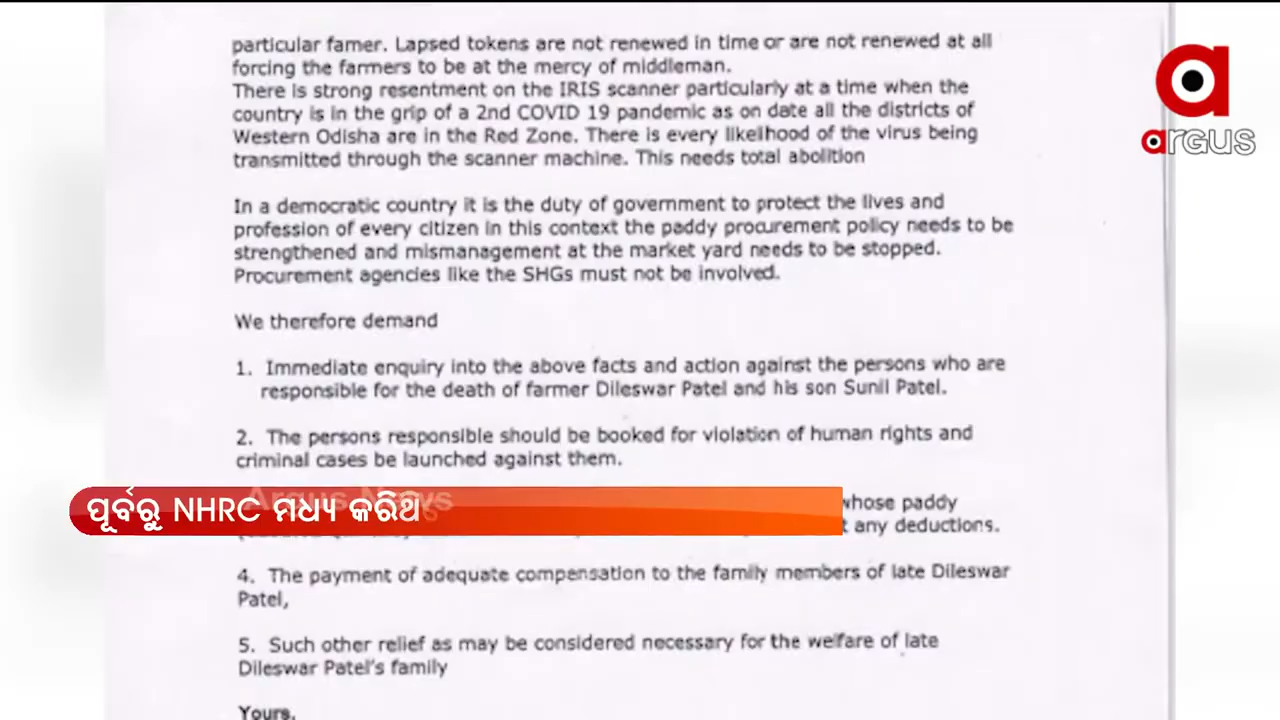 particular famer. Lapsed tokens are not renewed in time or are not renewed at all
forcing the farmers to be at the mercy of middleman.
There is strong resentment on the IRIS scanner particularly at a time when the
country is in the grip of a 2nd COVID 19 pandemic as on date all the districts of
Western Odisha are in the Red Zone. There is every likelihood of the virus being
transmitted through the scanner machine. This needs total abolition
In a democratic country it is the duty of government to protect the lives and
profession of every citizen in this context the paddy procurement policy needs to be
strengthened and mismanagement at the market yard needs to be stopped.
Procurement agencies like the SHGs must not be involved.
We therefore demand
1. Immediate enquiry into the above facts and action against the persons who are
responsible for the death of farmer Dileswar Patel and his son Sunil Patel.
2. The persons responsible should be booked for violation of human rights and
criminal cases be launched against them.
whose paddy
any deductions.
4. The payment of adequate compensation to the family members of late Dileswar
Patel,
5. Such other relief as may be considered necessary for the welfare of late
Dileswar Patel's family
Yours,
Argus News
ପୂର୍ବରୁ NHRC ମଧ୍ୟ କରିଥ
a
argus